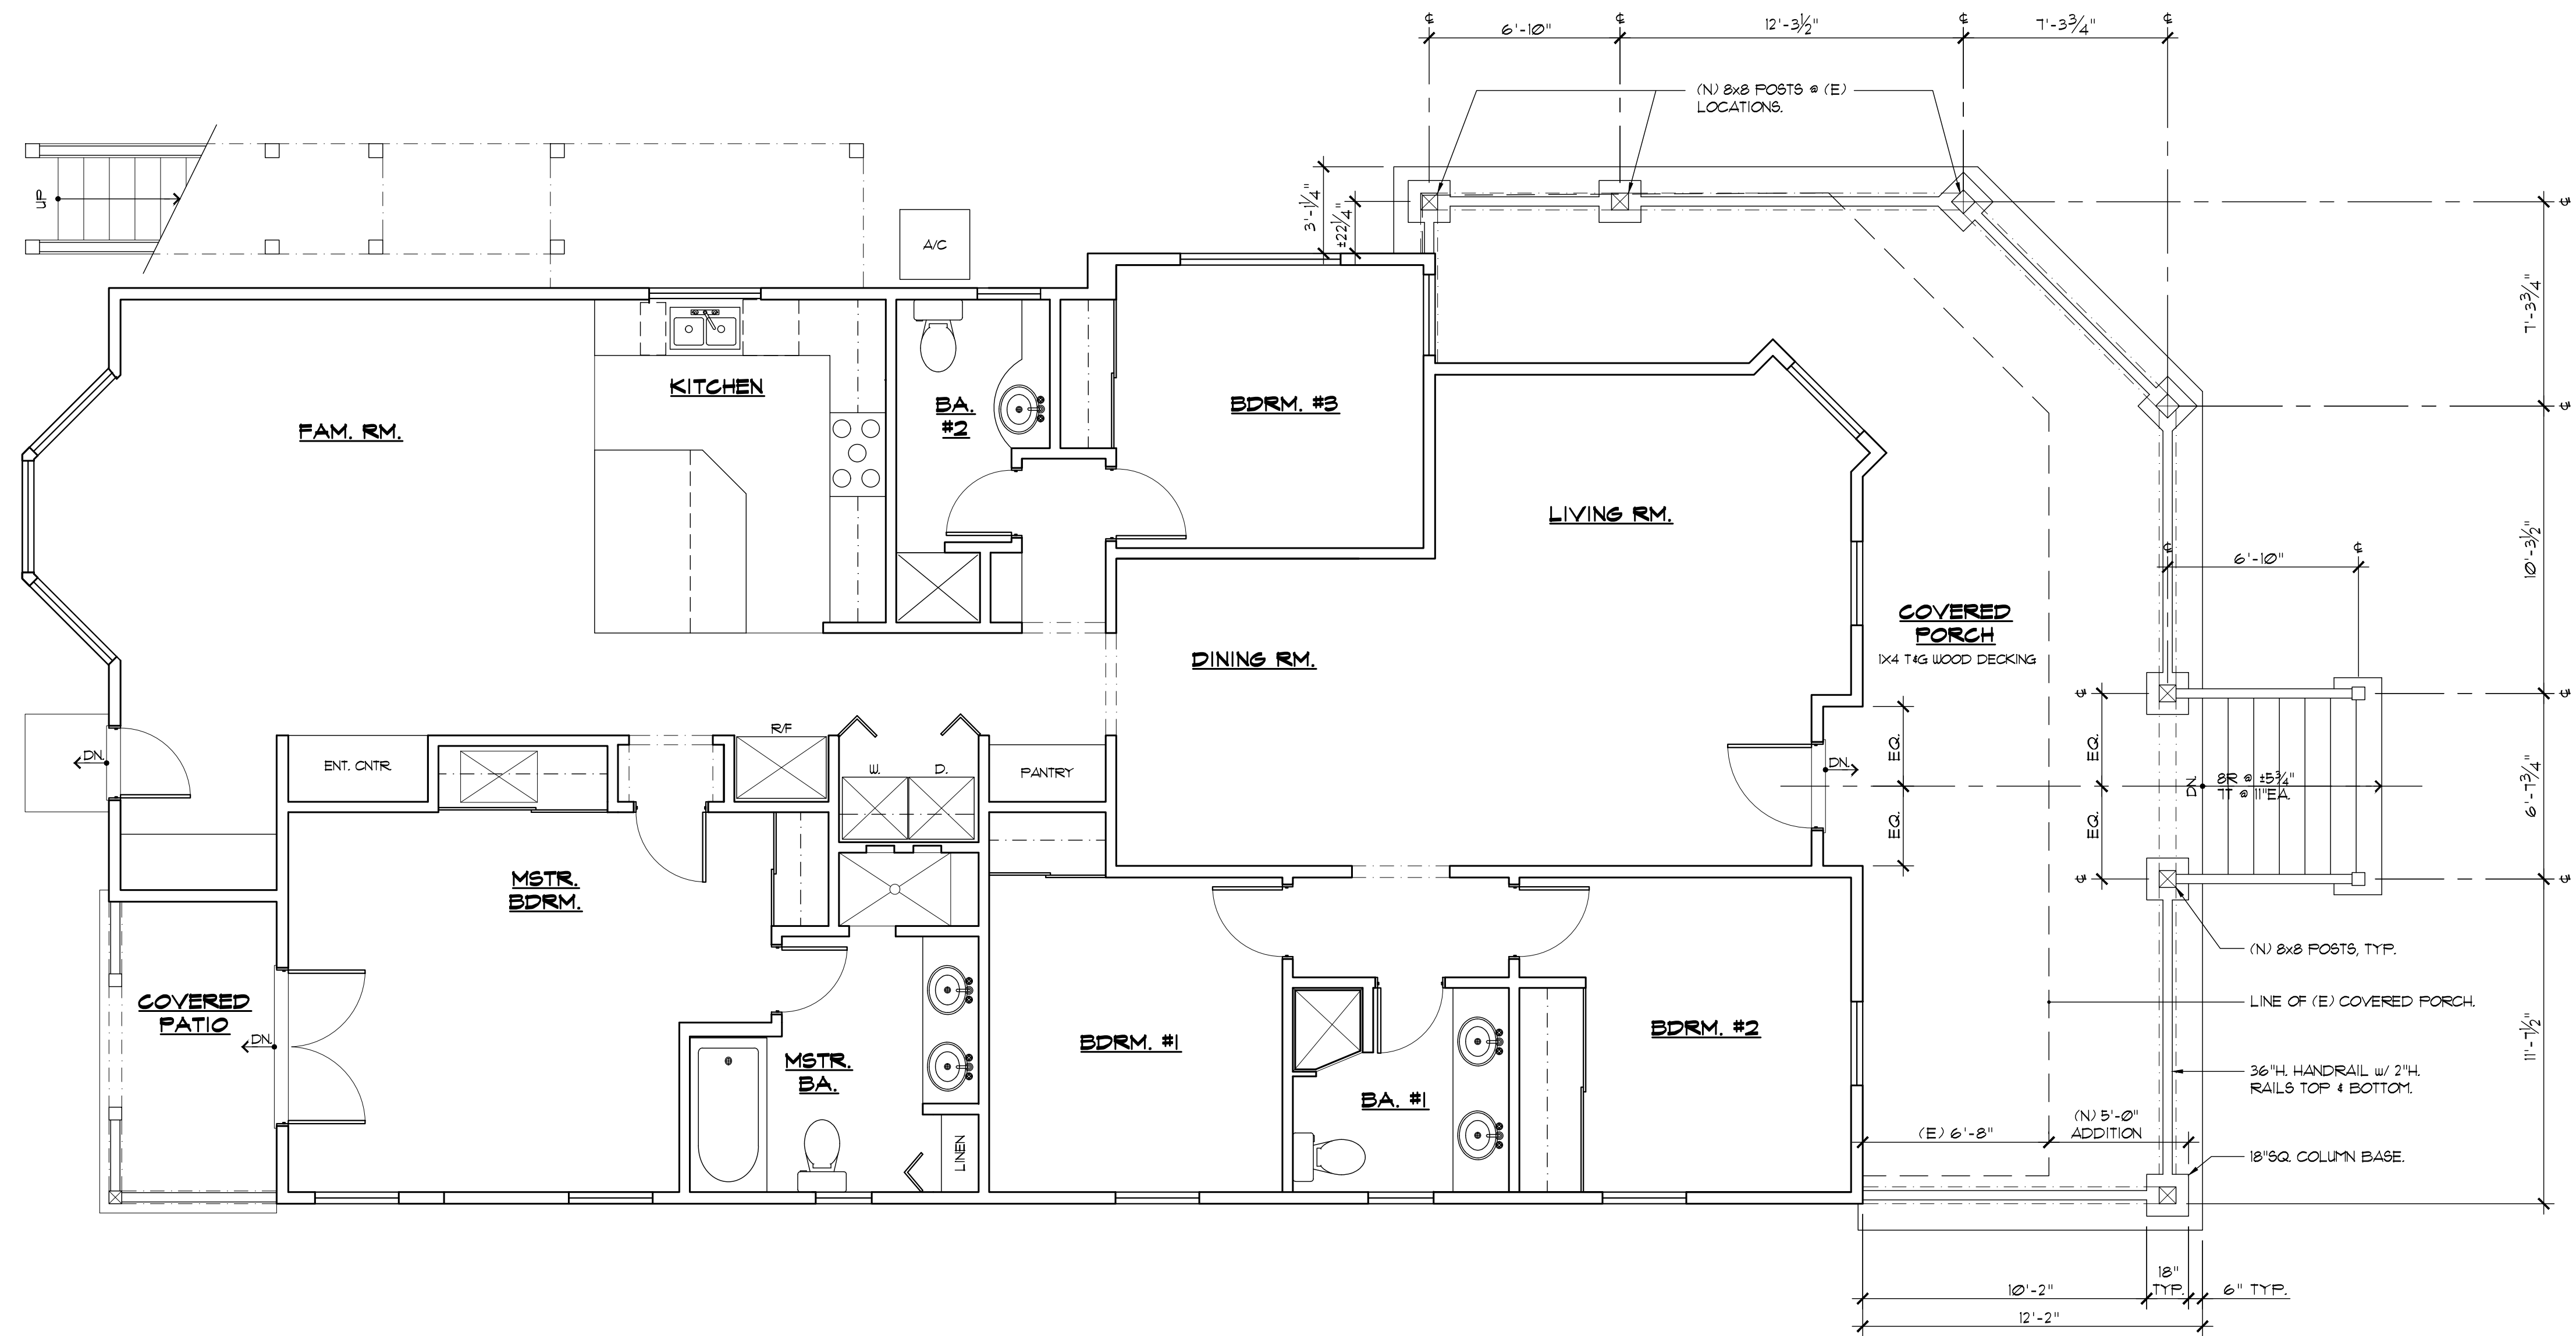 ℄ ℄ ℄ ℄
6'-10" 12'-3½" 7'-3¾"
(N) 8x8 POSTS @ (E)
LOCATIONS.
UP
3'-1¼"
±22¼"
℄
A/C
7'-3¾"
KITCHEN
BA.
#2
BDRM. #3
℄
FAM. RM.
LIVING RM.
10'-3½"
℄ ℄
6'-10"
COVERED
PORCH
1X4 T&G WOOD DECKING
DINING RM.
℄ ℄
R/F
EQ. EQ.
DN.
ENT. CNTR.
W. D.
PANTRY
DN.
DN.
8R @ ±5¾"
7T @ 11"EA.
6'-7¾"
EQ. EQ.
℄ ℄
MSTR.
BDRM.
(N) 8x8 POSTS, TYP.
COVERED
PATIO
DN.
LINE OF (E) COVERED PORCH.
BDRM. #1
BDRM. #2
11'-7½"
MSTR.
BA.
36"H. HANDRAIL w/ 2"H.
RAILS TOP & BOTTOM.
BA. #1
LINEN
(E) 6'-8"
(N) 5'-0"
ADDITION
18"SQ. COLUMN BASE.
10'-2"
18"
TYP.
6" TYP.
12'-2"